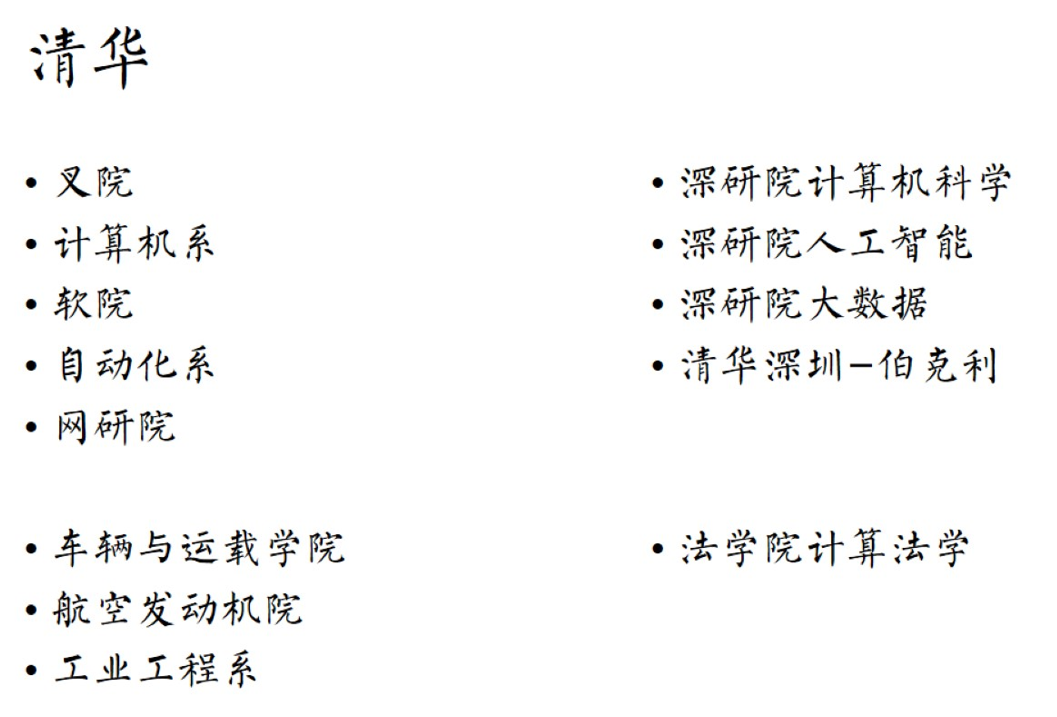 清华
• 叉院
• 计算机系
• 软院
• 自动化系
• 网研院
• 车辆与运载学院
• 航空发动机院
• 工业工程系
• 深研院计算机科学
• 深研院人工智能
• 深研院大数据
• 清华深圳-伯克利
• 法学院计算法学